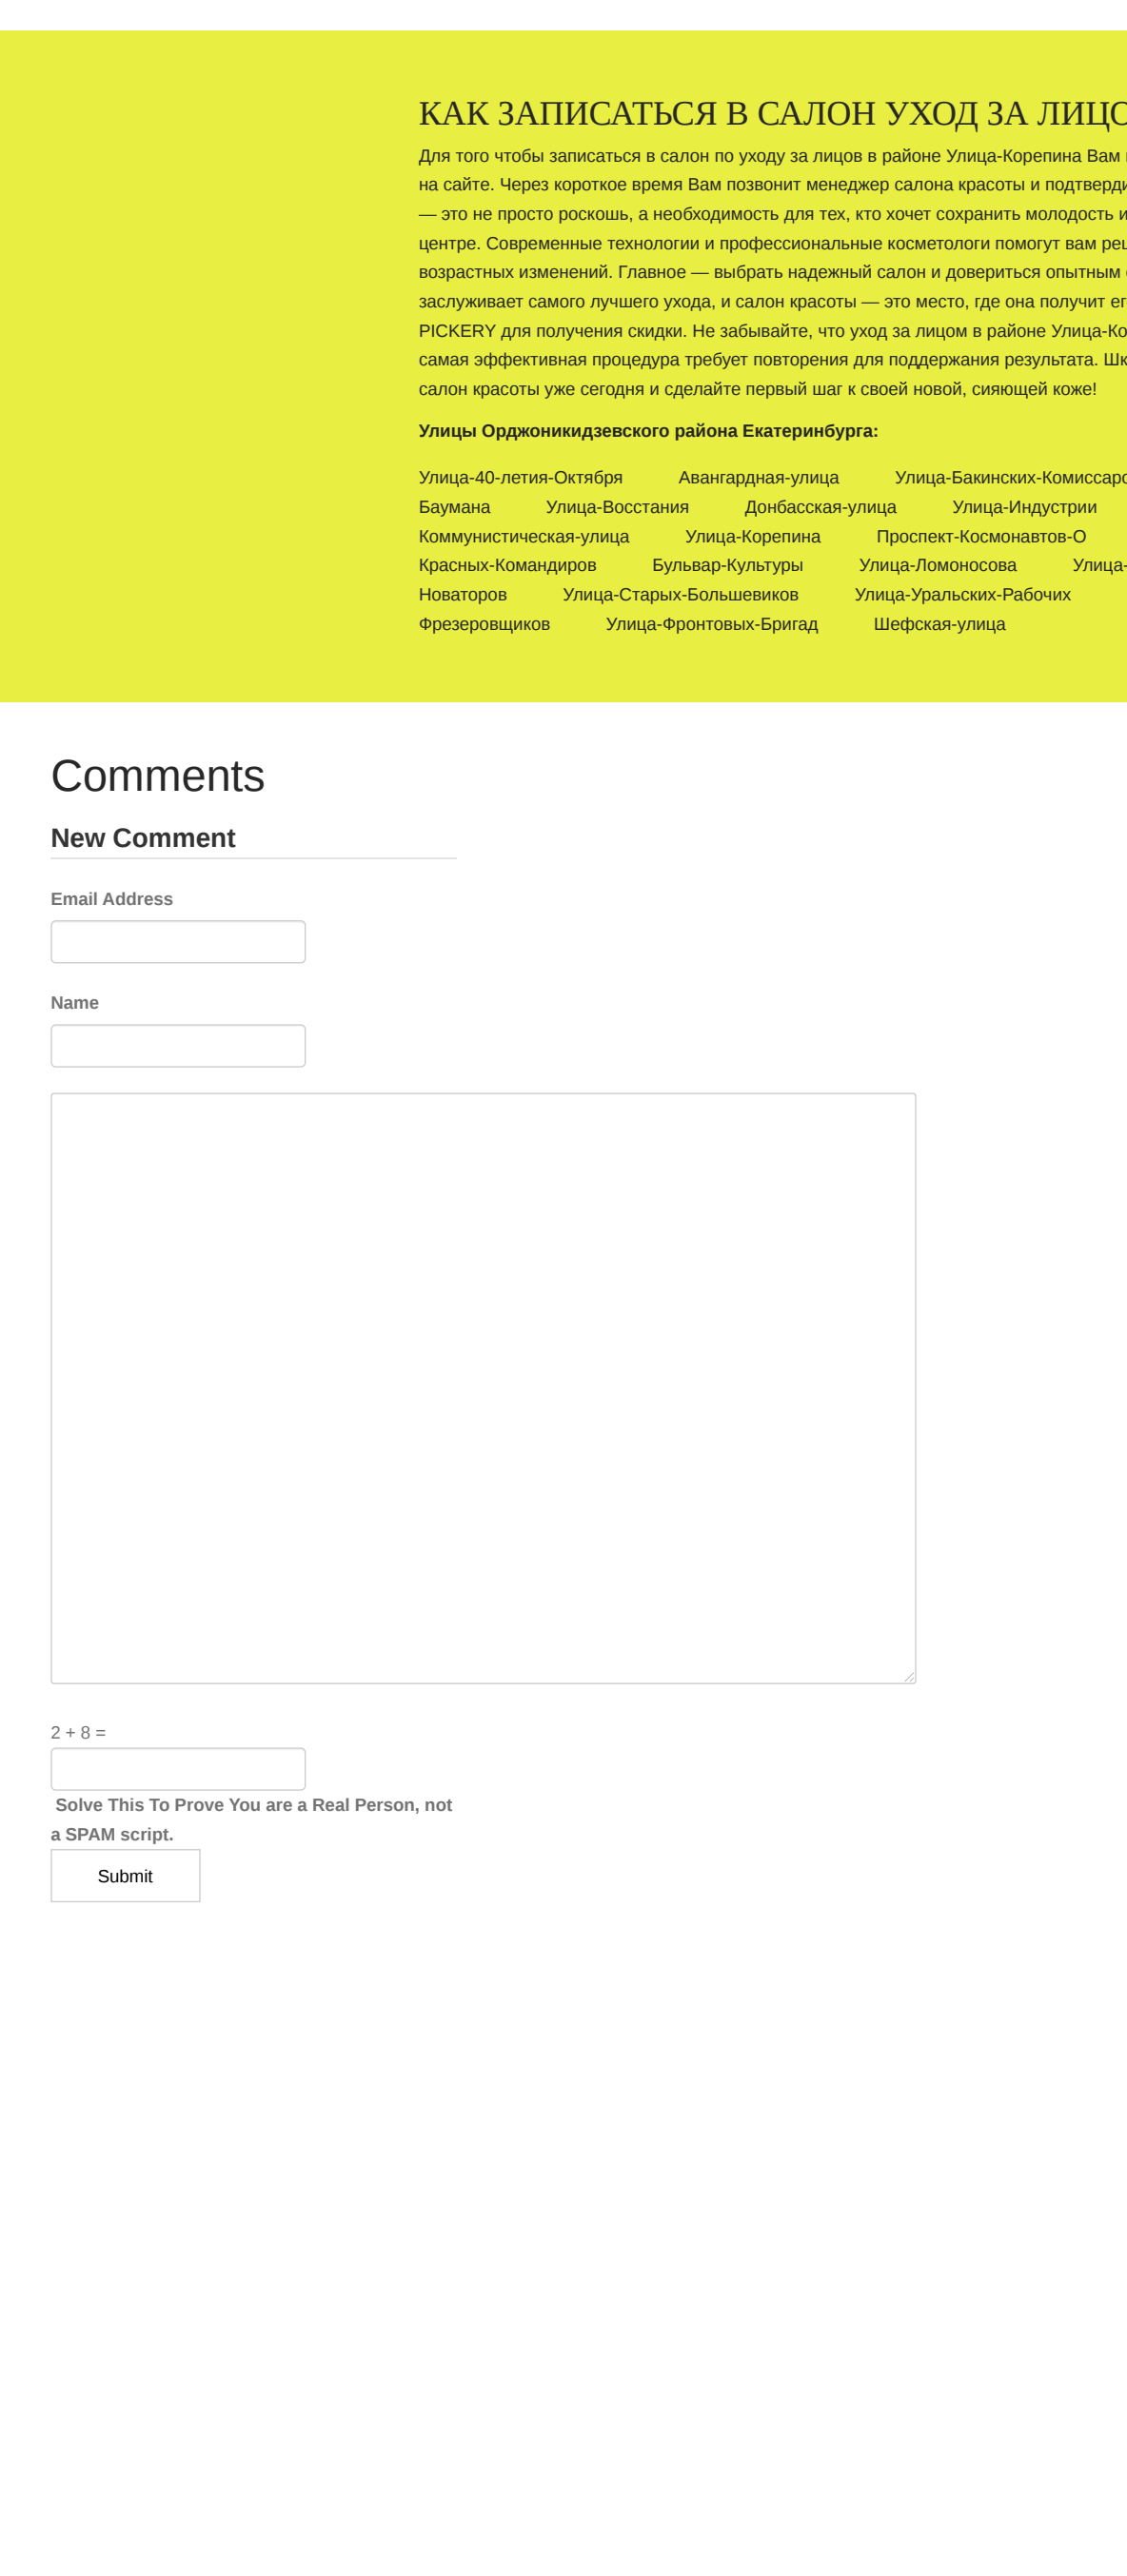 КАК ЗАПИСАТЬСЯ В САЛОН УХОД ЗА ЛИЦО
Для того чтобы записаться в салон по уходу за лицов в районе Улица-Корепина Вам
на сайте. Через короткое время Вам позвонит менеджер салона красоты и подтверди
— это не просто роскошь, а необходимость для тех, кто хочет сохранить молодость и
центре. Современные технологии и профессиональные косметологи помогут вам ре
возрастных изменений. Главное — выбрать надежный салон и довериться опытным
заслуживает самого лучшего ухода, и салон красоты — это место, где она получит ег
PICKERY для получения скидки. Не забывайте, что уход за лицом в районе Улица-Ко
самая эффективная процедура требует повторения для поддержания результата. Шк
салон красоты уже сегодня и сделайте первый шаг к своей новой, сияющей коже!
Улицы Орджоникидзевского района Екатеринбурга:
Улица-40-летия-Октября Авангардная-улица Улица-Бакинских-Комиссаро
Баумана Улица-Восстания Донбасская-улица Улица-Индустрии
Коммунистическая-улица Улица-Корепина Проспект-Космонавтов-О
Красных-Командиров Бульвар-Культуры Улица-Ломоносова Улица-
Новаторов Улица-Старых-Большевиков Улица-Уральских-Рабочих
Фрезеровщиков Улица-Фронтовых-Бригад Шефская-улица
Comments
New Comment
Email Address
Name
2 + 8 =
Solve This To Prove You are a Real Person, not
a SPAM script.
Submit